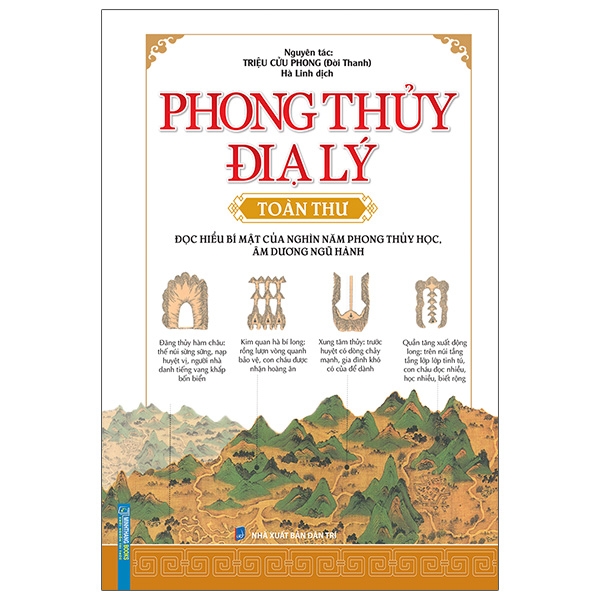 Nguyên tác:
TRIỆU CỬU PHONG (Đời Thanh)
Hà Linh dịch
PHONG THỦY
ĐỊA LÝ
TOÀN THƯ
ĐỌC HIỂU BÍ MẬT CỦA NGHÌN NĂM PHONG THỦY HỌC,
ÂM DƯƠNG NGŨ HÀNH
Đăng thủy hàm châu:
thế núi sừng sững, nạp
huyệt vị, người nhà
danh tiếng vang khắp
bốn biển
Kim quan hà bí long:
rồng lượn vòng quanh
bảo vệ, con cháu được
nhận hoàng ân
Xung tâm thủy: trước
huyệt có dòng chảy
mạnh, gia đình khó
có của để dành
Quần tăng xuất động
long: trên núi tầng
tầng lớp lớp tinh tú,
con cháu đọc nhiều,
học nhiều, biết rộng
MINHTHANG BOOKS
NHÀ XUẤT BẢN DÂN TRÍ